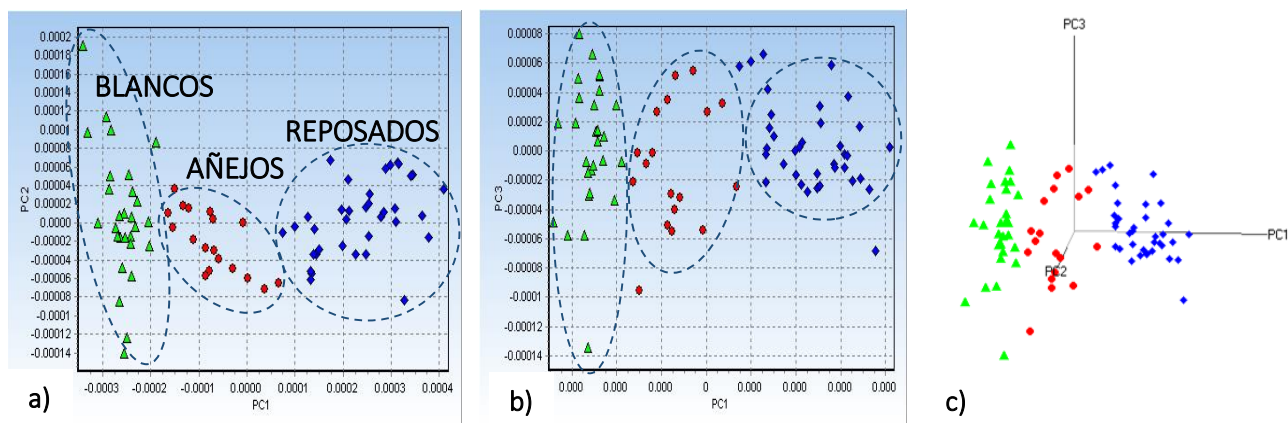 0.0002
0.00018
0.00016
0.00014
0.00012
0.0001
0.00008
0.00006
0.00004
0.00002
0.0000
-0.00002
-0.00004
-0.00006
-0.00008
-0.0001
-0.00012
-0.00014
PC2
BLANCOS
AÑEJOS
REPOSADOS
-0.0003 -0.0002 -0.0001 0.0000 0.0001 0.0002 0.0003 0.0004
PC1
a)
0.00008
0.00006
0.00004
0.00002
0.0000
-0.00002
-0.00004
-0.00006
-0.00008
-0.0001
-0.00012
-0.00014
PC3
0.000 0.000 0.000 0 0.000 0.000 0.000 0.000
PC1
b)
PC3
PC1
PC2
c)